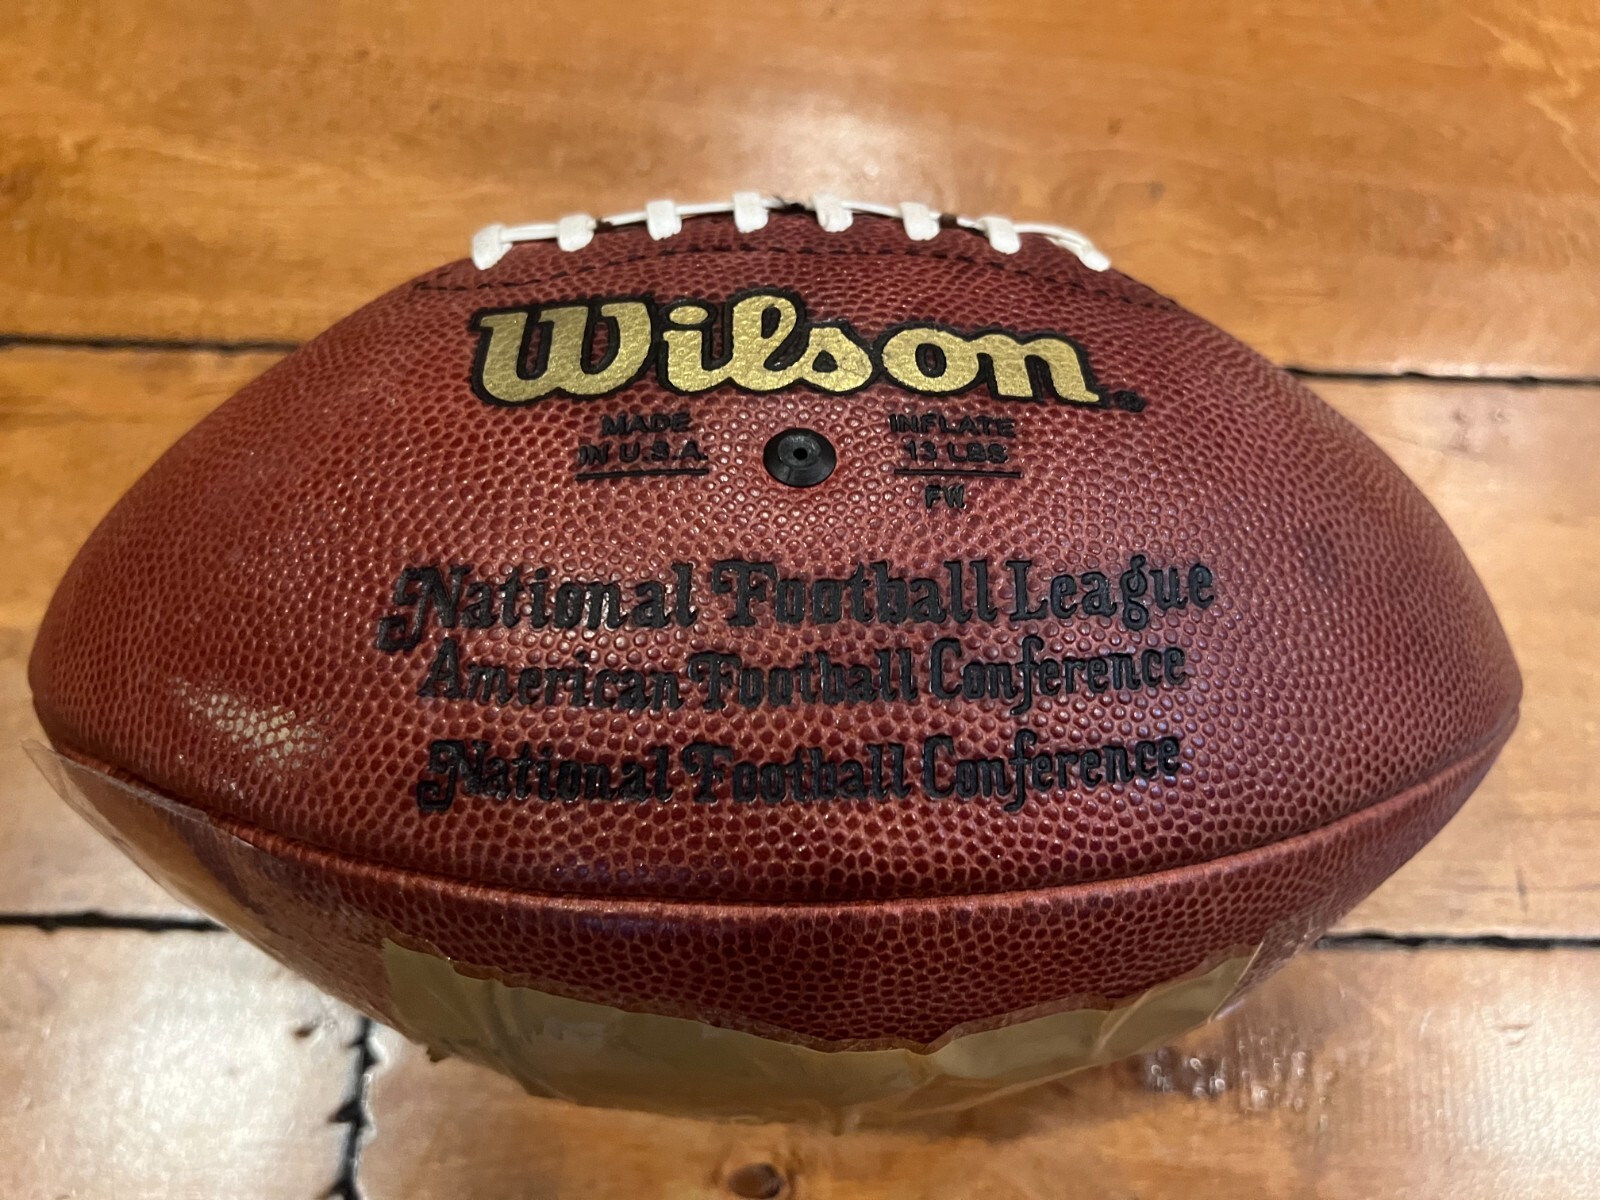 Wilson®
MADE
IN U.S.A.
INFLATE
13 LBS
FW
National Football League
American Football Conference
National Football Conference